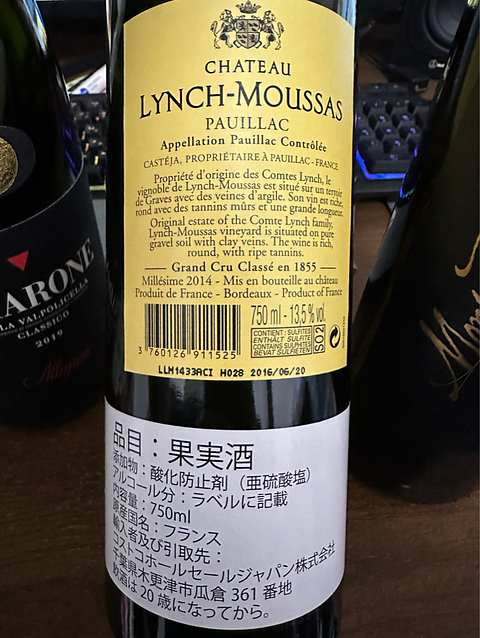 CHATEAU
LYNCH-MOUSSAS
PAUILLAC
Appellation Pauillac Contrôlée
CASTÉJA, PROPRIÉTAIRE À PAUILLAC - FRANCE
Propriété d'origine des Comtes Lynch, le
vignoble de Lynch-Moussas est situé sur un terroir
de Graves avec des veines d'argile. Son vin est riche,
rond avec des tannins mûrs et une grande longueur.
Original estate of the Comte Lynch family,
Lynch-Moussas vineyard is situated on pure
gravel soil with clay veins. The wine is rich,
round, with ripe tannins.
Grand Cru Classé en 1855
Millésime 2014 - Mis en bouteille au château
Produit de France - Bordeaux - Product of France
750 ml - 13,5 % vol.
CONTIENT : SULFITES
ENTHÄLT SULFITE
CONTAINS SULPHITES
BEVAT SULFIETEN
SO2
3 760126 911525
LLM1433ACI H028 2016/06/20
品目：果実酒
添加物：酸化防止剤（亜硫酸塩）
アルコール分：ラベルに記載
内容量：750ml
原産国名：フランス
輸入者及び引取先：
コストコホールセールジャパン株式会社
千葉県木更津市瓜倉 361 番地
飲酒は 20 歳になってから。
ARONE
LA VALPOLICELLA
CLASSICO
2019
Allegrini